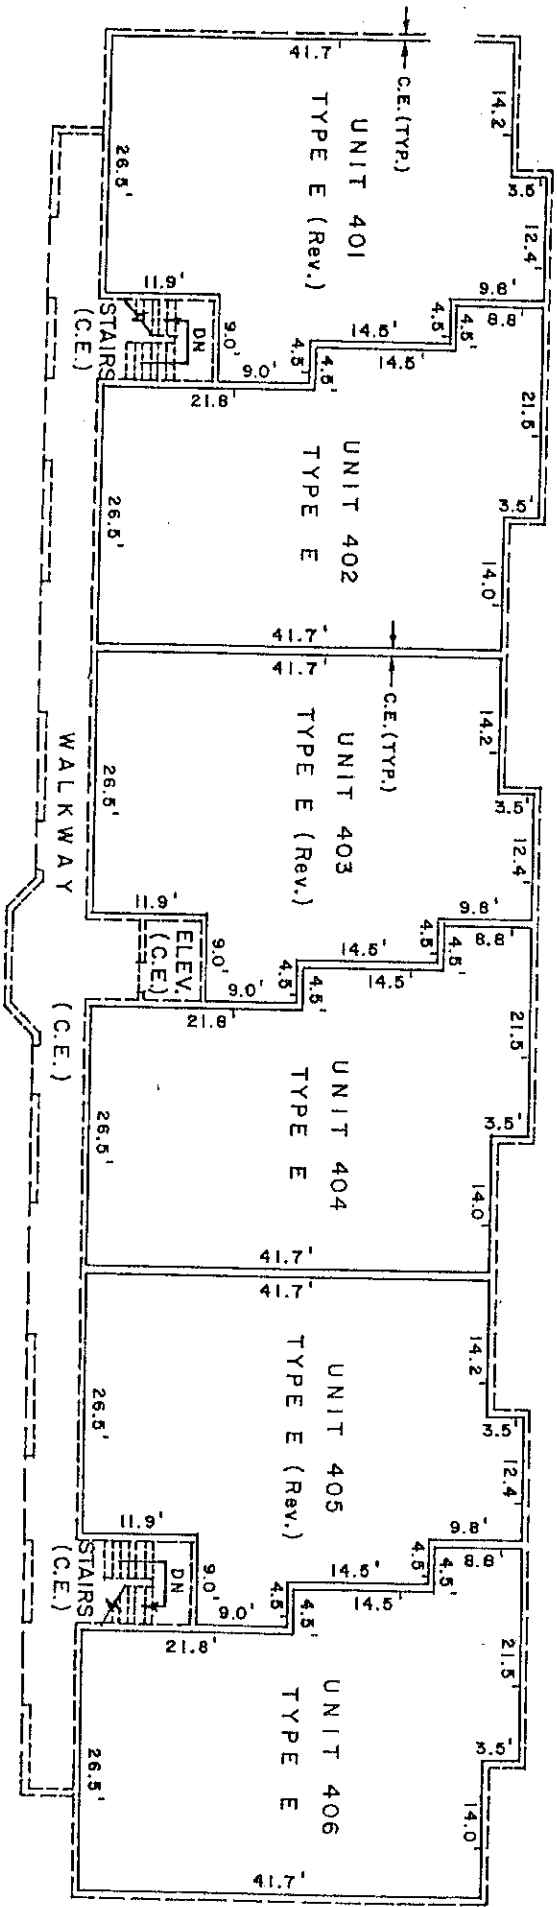 41.7'
C.E. (TYP.)
14.2'
3.5'
12.4'
9.8'
4.5'
14.5'
4.5'
9.0'
9.0'
11.9'
26.5'
UNIT 401
TYPE E (Rev.)
STAIRS
(C.E.)
DN
8.8'
4.5'
14.5'
4.5'
21.8'
21.5'
3.5'
14.0'
26.5'
41.7'
UNIT 402
TYPE E
41.7'
C.E. (TYP.)
14.2'
3.5'
12.4'
9.8'
4.5'
14.5'
4.5'
9.0'
9.0'
11.9'
26.5'
UNIT 403
TYPE E (Rev.)
ELEV.
(C.E.)
WALKWAY (C.E.)
8.8'
4.5'
14.5'
4.5'
21.8'
21.5'
3.5'
14.0'
26.5'
41.7'
UNIT 404
TYPE E
41.7'
14.2'
3.5'
12.4'
9.8'
4.5'
14.5'
4.5'
9.0'
9.0'
11.9'
26.5'
UNIT 405
TYPE E (Rev.)
STAIRS
(C.E.)
DN
8.8'
4.5'
14.5'
4.5'
21.8'
21.5'
3.5'
14.0'
26.5'
41.7'
UNIT 406
TYPE E